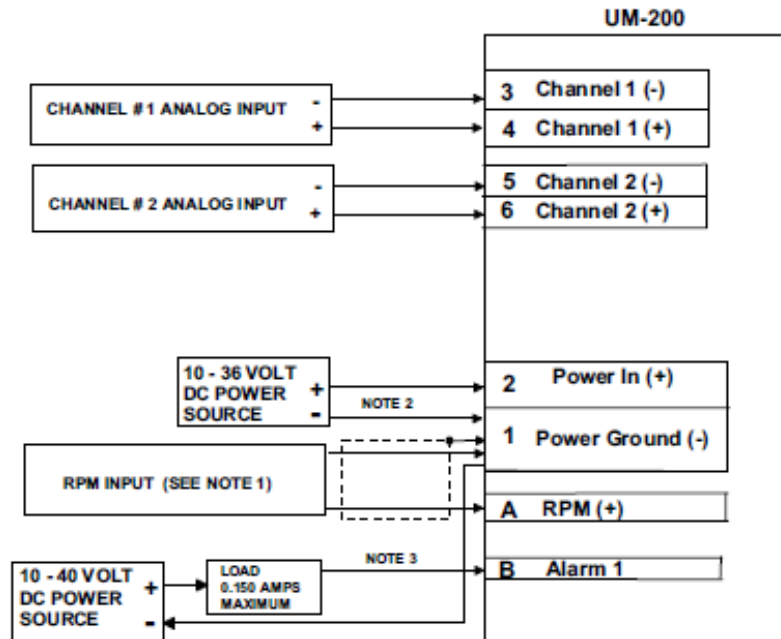 UM-200
CHANNEL # 1 ANALOG INPUT
-
+
3 Channel 1 (-)
4 Channel 1 (+)
CHANNEL # 2 ANALOG INPUT
-
+
5 Channel 2 (-)
6 Channel 2 (+)
10 - 36 VOLT
DC POWER
SOURCE
+
-
NOTE 2
2 Power In (+)
1 Power Ground (-)
RPM INPUT (SEE NOTE 1)
A RPM (+)
10 - 40 VOLT
DC POWER
SOURCE
+
-
LOAD
0.150 AMPS
MAXIMUM
NOTE 3
B Alarm 1